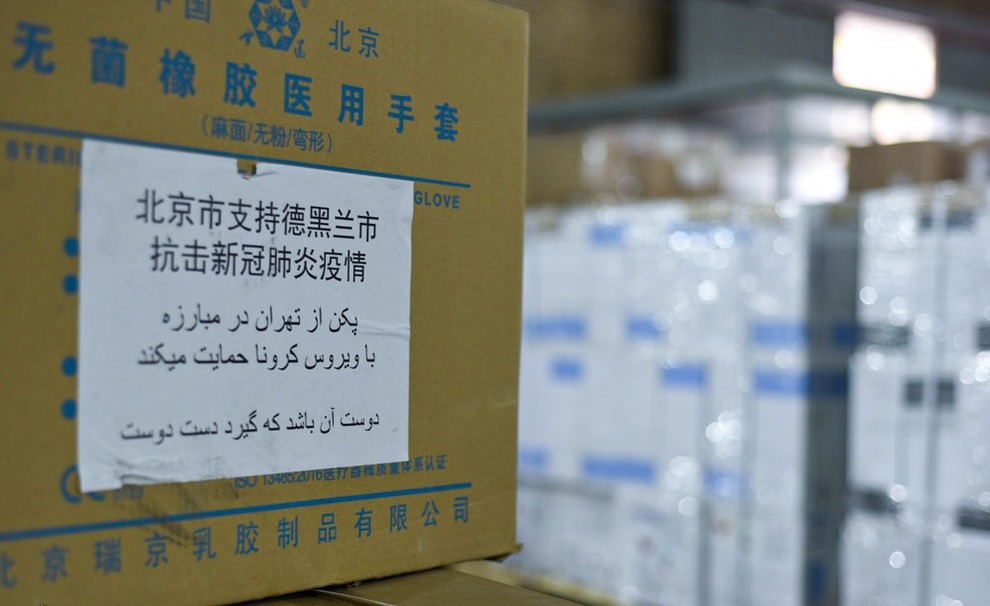 中国 北京
无菌橡胶医用手套
(麻面/无粉/弯形)
GLOVE
北京市支持德黑兰市
抗击新冠肺炎疫情
پکن از تهران در مبارزه
با ویروس کرونا حمایت میکند
دوست آن باشد که گیرد دست دوست
ISO 13485:2016医疗器械质量体系认证
北京瑞京乳胶制品有限公司